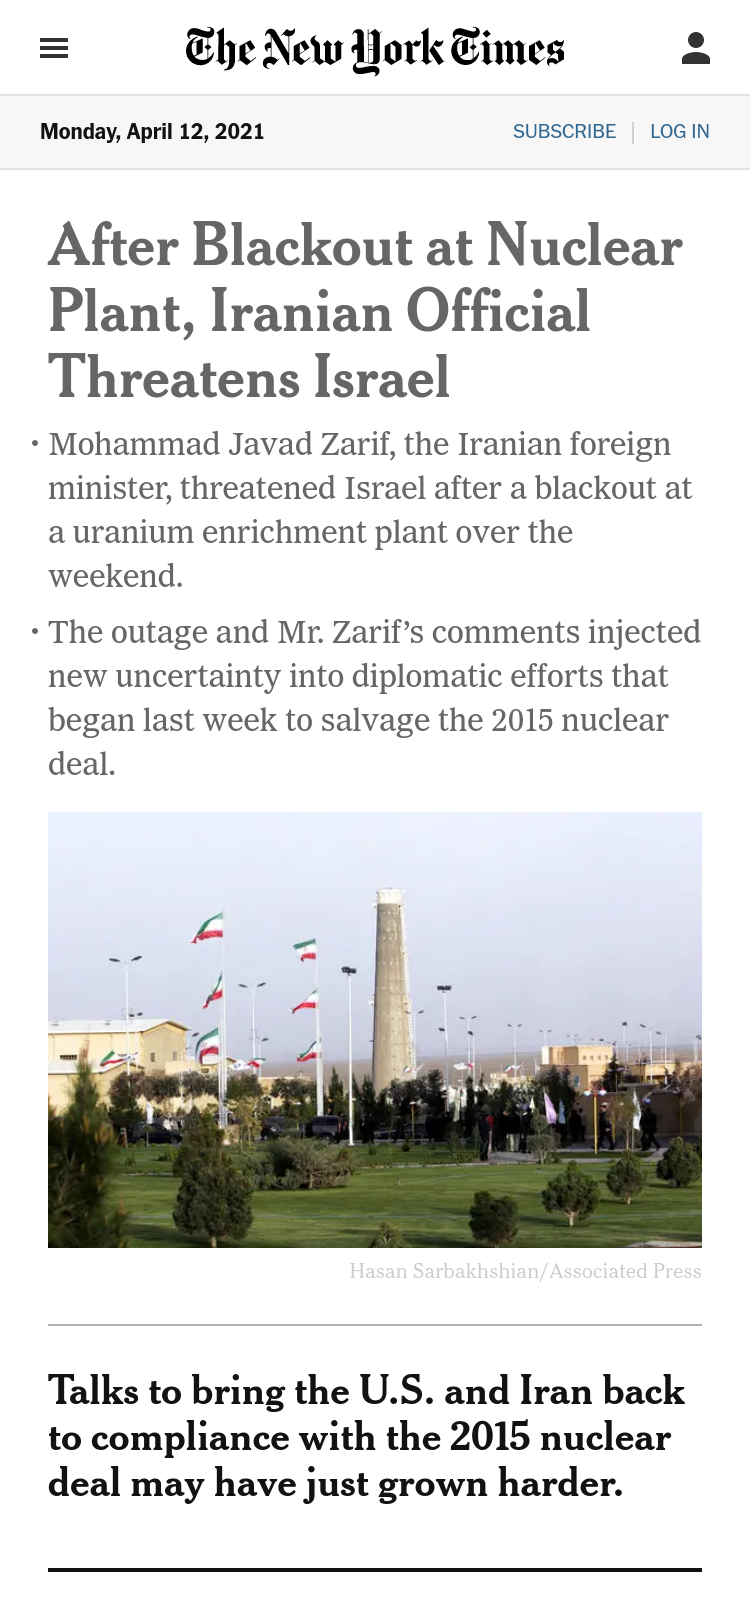 The New York Times
Monday, April 12, 2021
SUBSCRIBE | LOG IN
After Blackout at Nuclear
Plant, Iranian Official
Threatens Israel
• Mohammad Javad Zarif, the Iranian foreign
minister, threatened Israel after a blackout at
a uranium enrichment plant over the
weekend.
• The outage and Mr. Zarif’s comments injected
new uncertainty into diplomatic efforts that
began last week to salvage the 2015 nuclear
deal.
Hasan Sarbakhshian/Associated Press
Talks to bring the U.S. and Iran back
to compliance with the 2015 nuclear
deal may have just grown harder.